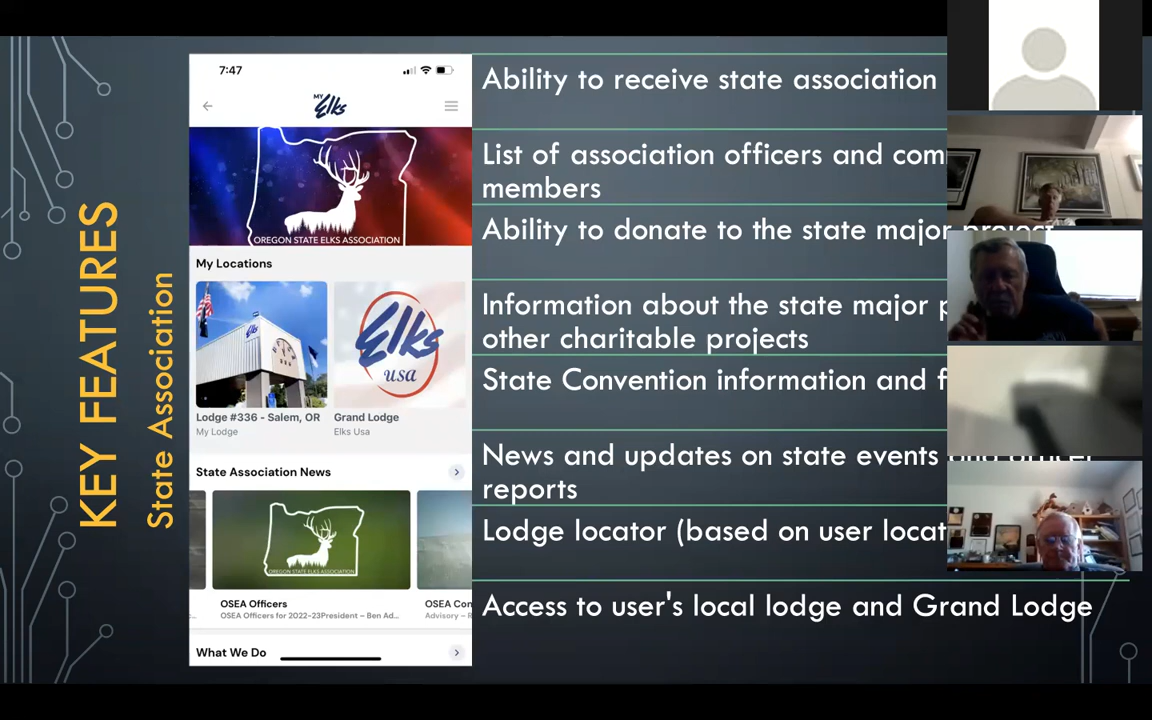 KEY FEATURES
State Association
7:47
MY
Elks
OREGON STATE ELKS ASSOCIATION
My Locations
Elks
usa
Lodge #336 - Salem, OR
My Lodge
Grand Lodge
Elks Usa
State Association News
OREGON STATE ELKS ASSOCIATION
OSEA Officers
OSEA Officers for 2022-23President – Ben Ad...
OSEA Con
Advisory – R
What We Do
Ability to receive state association
List of association officers and com
members
Ability to donate to the state major project
Information about the state major p
other charitable projects
State Convention information and f
News and updates on state events and officer
reports
Lodge locator (based on user locat
Access to user's local lodge and Grand Lodge